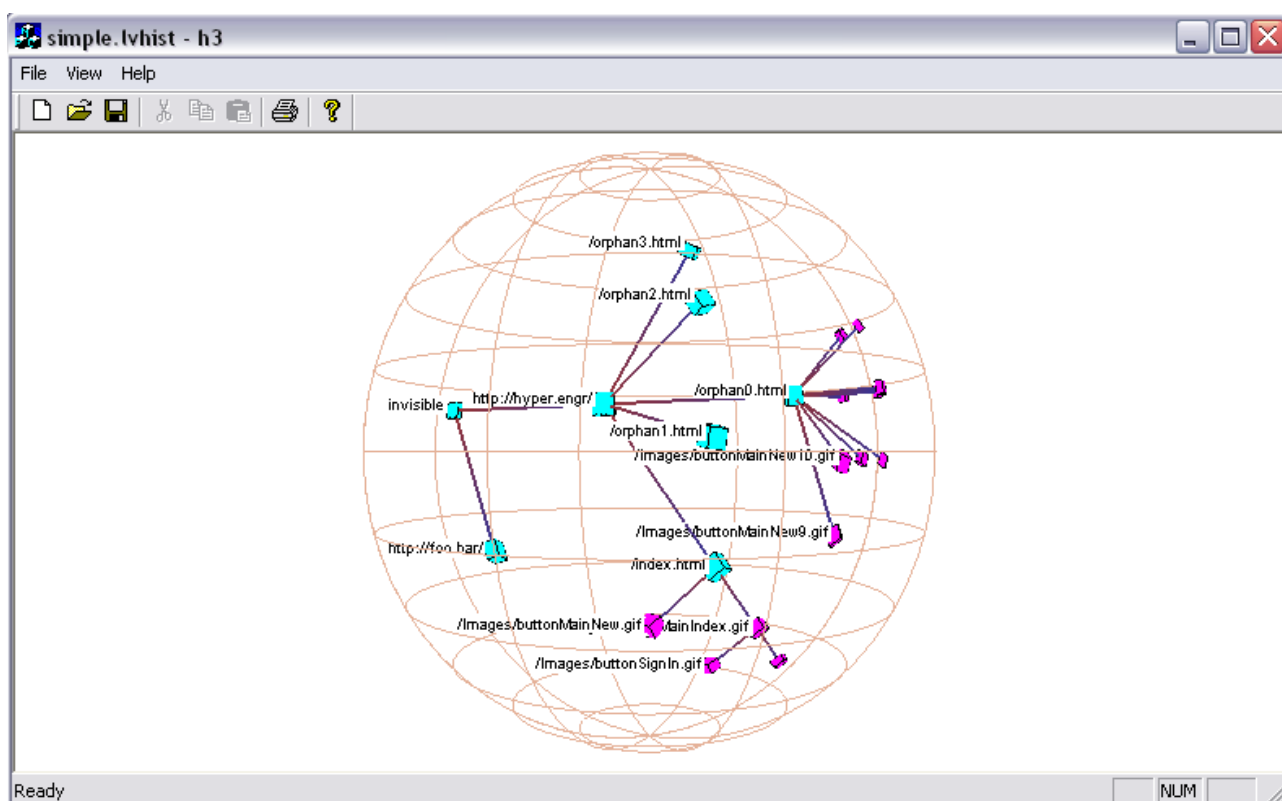 simple.lvhist - h3
File View Help
/orphan3.html
/orphan2.html
/orphan0.html
http://hyper.engr/
invisible
/orphan1.html
/Images/buttonMainNew10.gif
/Images/buttonMainNew9.gif
http://foo.bar/
/index.html
/Images/buttonMainNew.gif
MainIndex.gif
/Images/buttonSignIn.gif
Ready
NUM